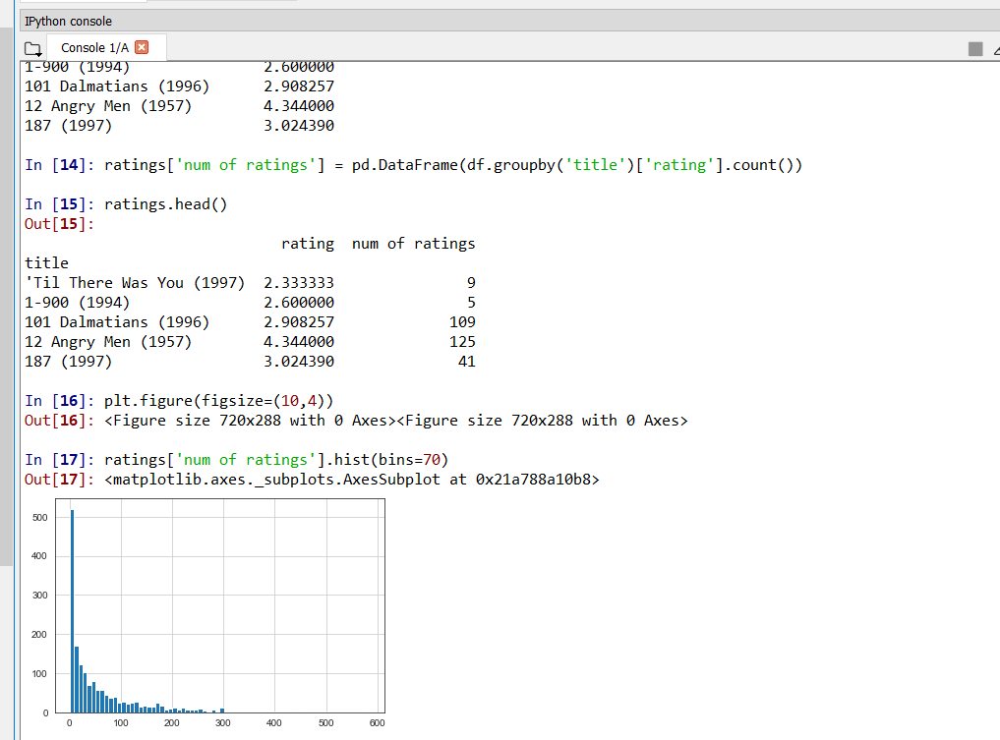 IPython console
Console 1/A
1-900 (1994) 2.600000
101 Dalmatians (1996) 2.908257
12 Angry Men (1957) 4.344000
187 (1997) 3.024390
In [14]: ratings['num of ratings'] = pd.DataFrame(df.groupby('title')['rating'].count())
In [15]: ratings.head()
Out[15]:
rating num of ratings
title
'Til There Was You (1997) 2.333333 9
1-900 (1994) 2.600000 5
101 Dalmatians (1996) 2.908257 109
12 Angry Men (1957) 4.344000 125
187 (1997) 3.024390 41
In [16]: plt.figure(figsize=(10,4))
Out[16]: <Figure size 720x288 with 0 Axes><Figure size 720x288 with 0 Axes>
In [17]: ratings['num of ratings'].hist(bins=70)
Out[17]: <matplotlib.axes._subplots.AxesSubplot at 0x21a788a10b8>
500
400
300
200
100
0
0 100 200 300 400 500 600